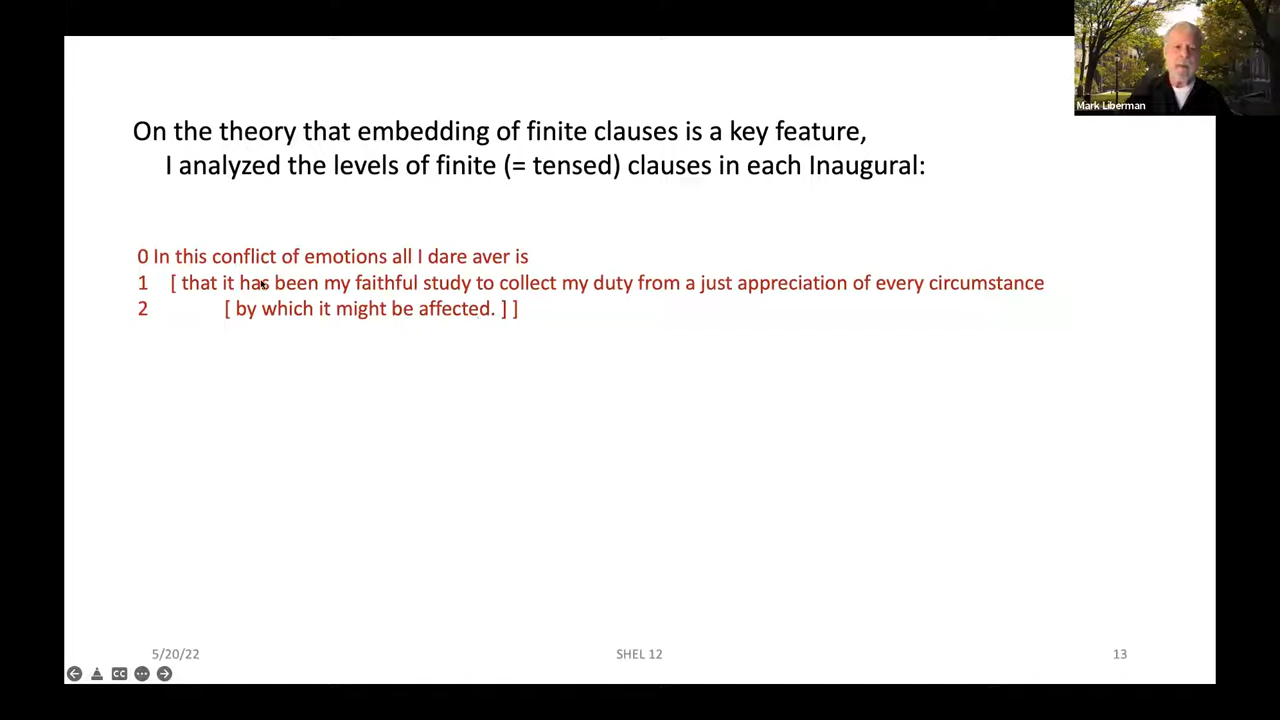 Mark Liberman
On the theory that embedding of finite clauses is a key feature,
I analyzed the levels of finite (= tensed) clauses in each Inaugural:
0 In this conflict of emotions all I dare aver is
1 [ that it has been my faithful study to collect my duty from a just appreciation of every circumstance
2 [ by which it might be affected. ] ]
5/20/22 SHEL 12 13
CC